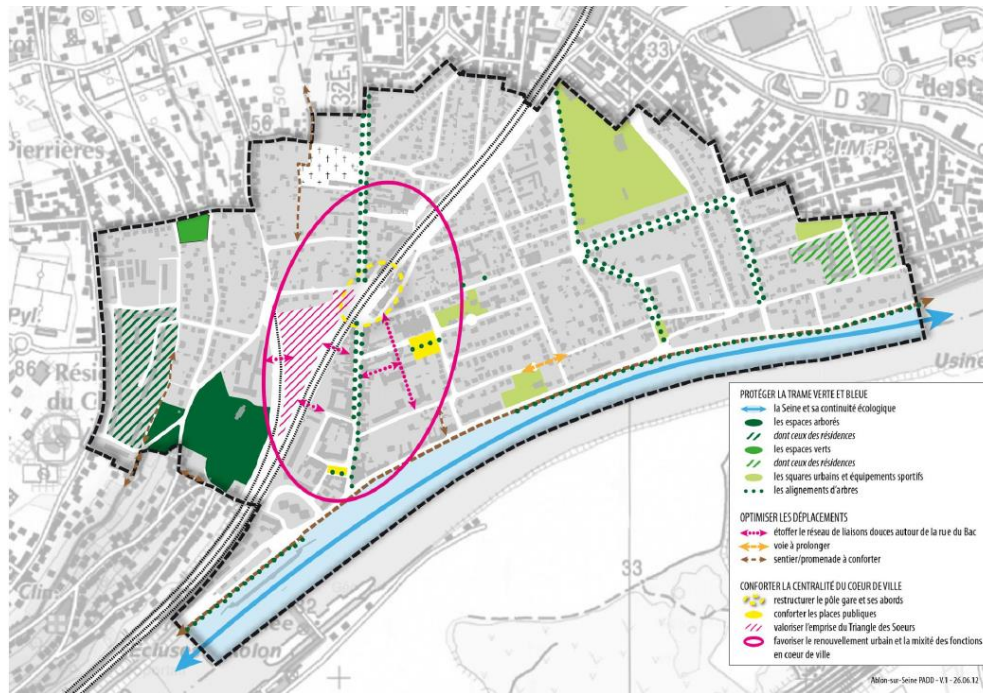 33
les
de St
D 32
I.M.P.
Pierrières
Pyl.
86
Rési
du C
Usine
33
Clin.
PROTÉGER LA TRAME VERTE ET BLEUE
la Seine et sa continuité écologique
les espaces arborés
dont ceux des résidences
les espaces verts
dont ceux des résidences
les squares urbains et équipements sportifs
les alignements d'arbres
OPTIMISER LES DÉPLACEMENTS
étoffer le réseau de liaisons douces autour de la rue du Bac
voie à prolonger
sentier/promenade à conforter
CONFORTER LA CENTRALITÉ DU COEUR DE VILLE
restructurer le pôle gare et ses abords
conforter les places publiques
valoriser l'emprise du Triangle des Soeurs
favoriser le renouvellement urbain et la mixité des fonctions
en coeur de ville
Ablon-sur-Seine PADD - V.1 - 26.06.12